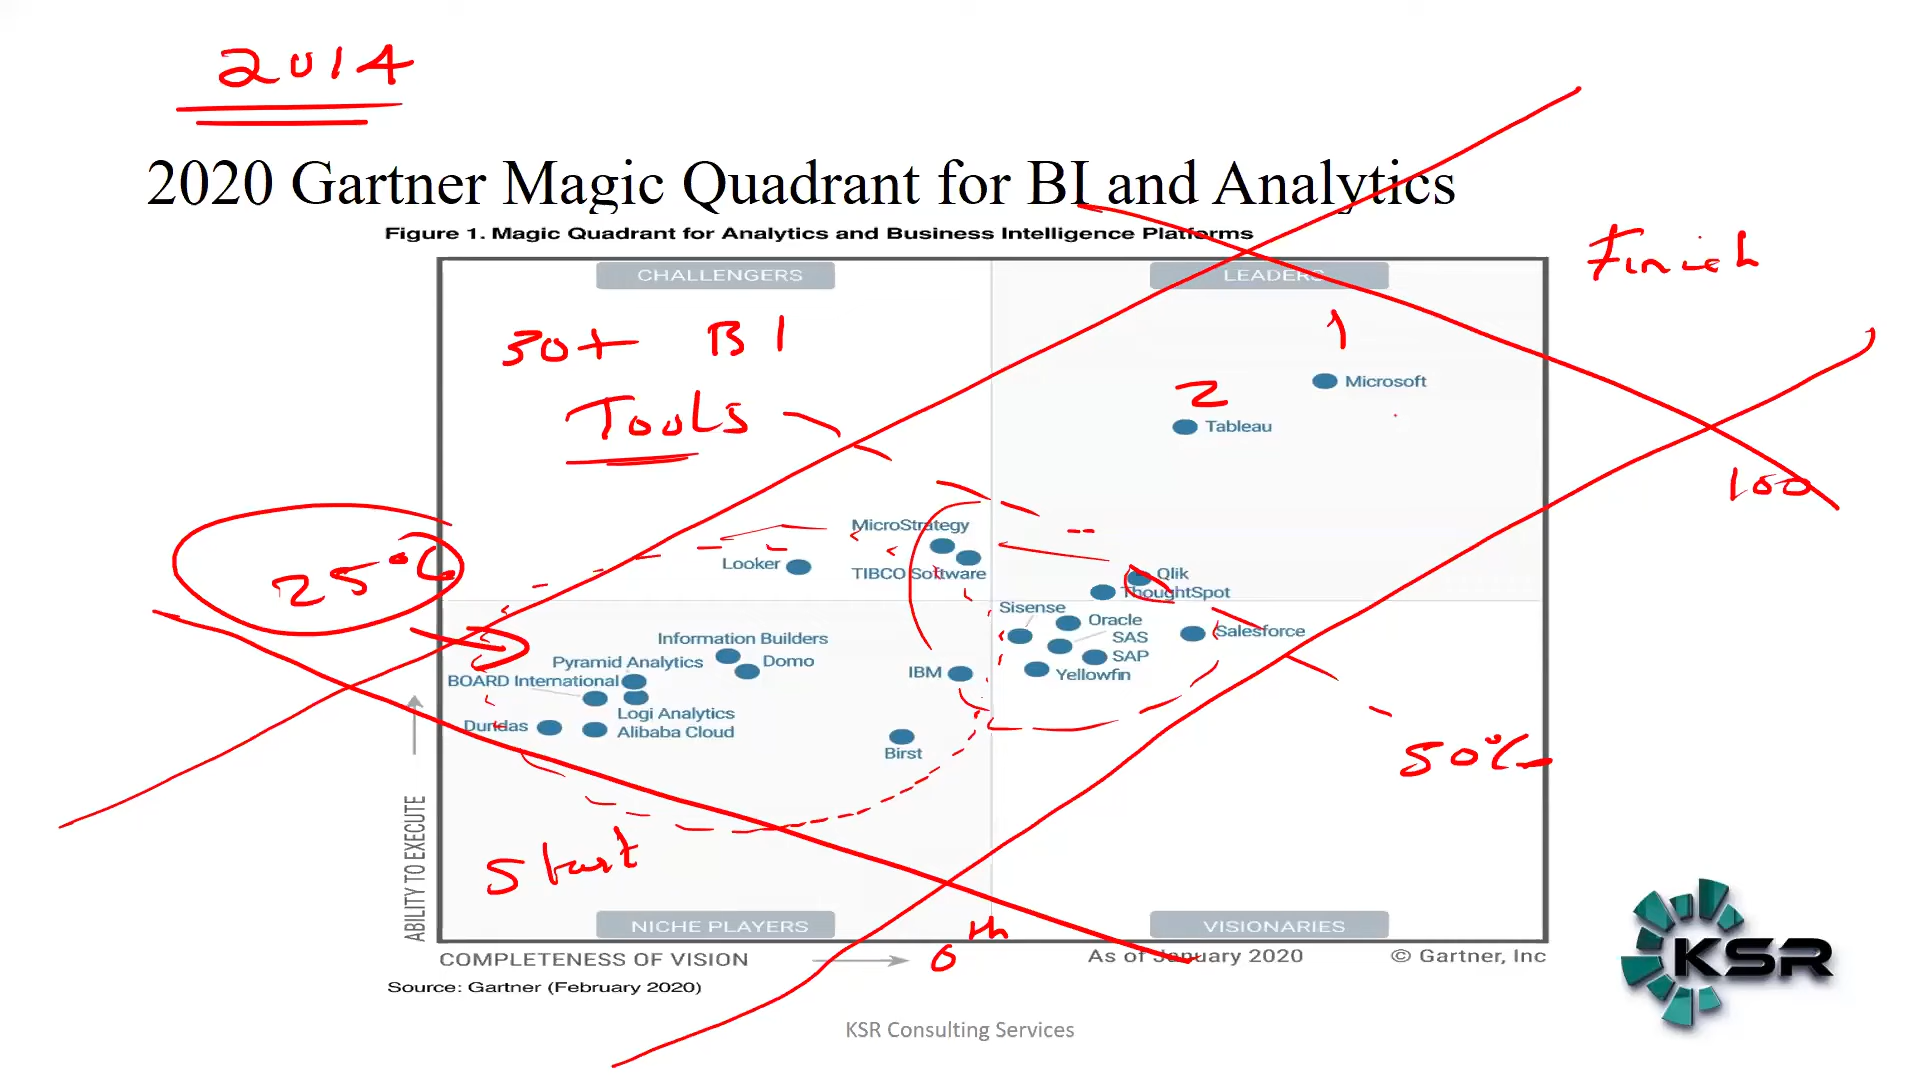 2014
2020 Gartner Magic Quadrant for BI and Analytics
Figure 1. Magic Quadrant for Analytics and Business Intelligence Platforms
CHALLENGERS
LEADERS
Finish
30+ BI
Tools
1
Microsoft
2
Tableau
100
MicroStrategy
Looker
TIBCO Software
Qlik
ThoughtSpot
25%
Sisense
Oracle
SAS
Salesforce
SAP
Yellowfin
Information Builders
Pyramid Analytics
Domo
BOARD International
IBM
Logi Analytics
Dundas
Alibaba Cloud
Birst
50%
Start
ABILITY TO EXECUTE
NICHE PLAYERS
VISIONARIES
0th
COMPLETENESS OF VISION
As of January 2020
© Gartner, Inc
Source: Gartner (February 2020)
KSR
KSR Consulting Services